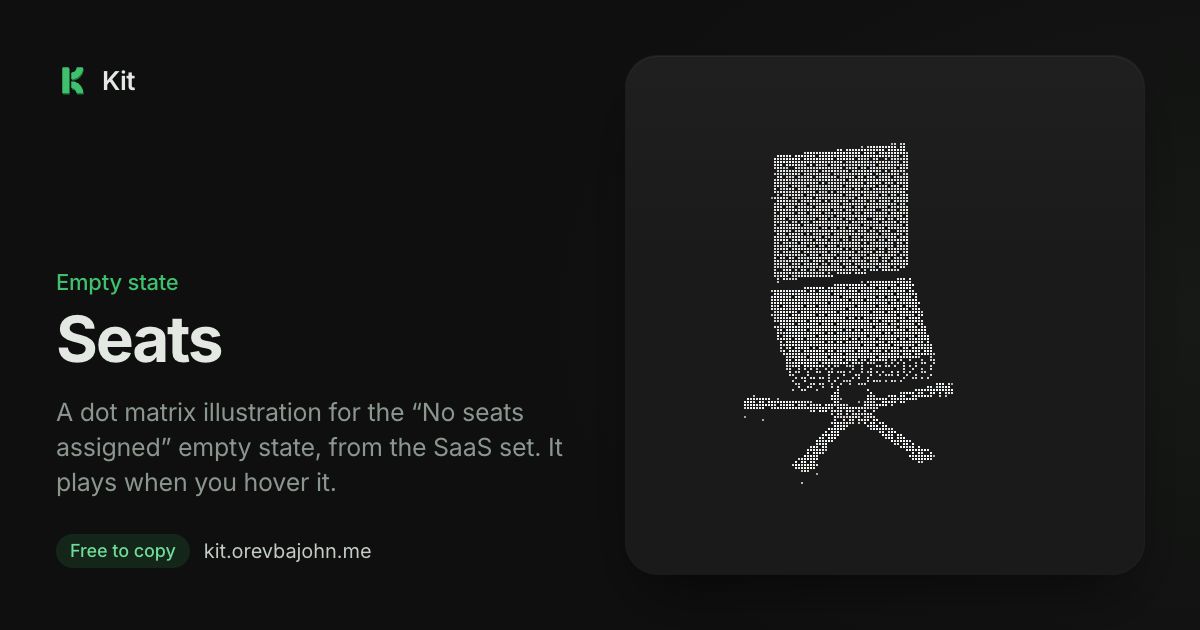 Kit
Empty state
Seats
A dot matrix illustration for the “No seats
assigned” empty state, from the SaaS set. It
plays when you hover it.
Free to copy
kit.orevbajohn.me